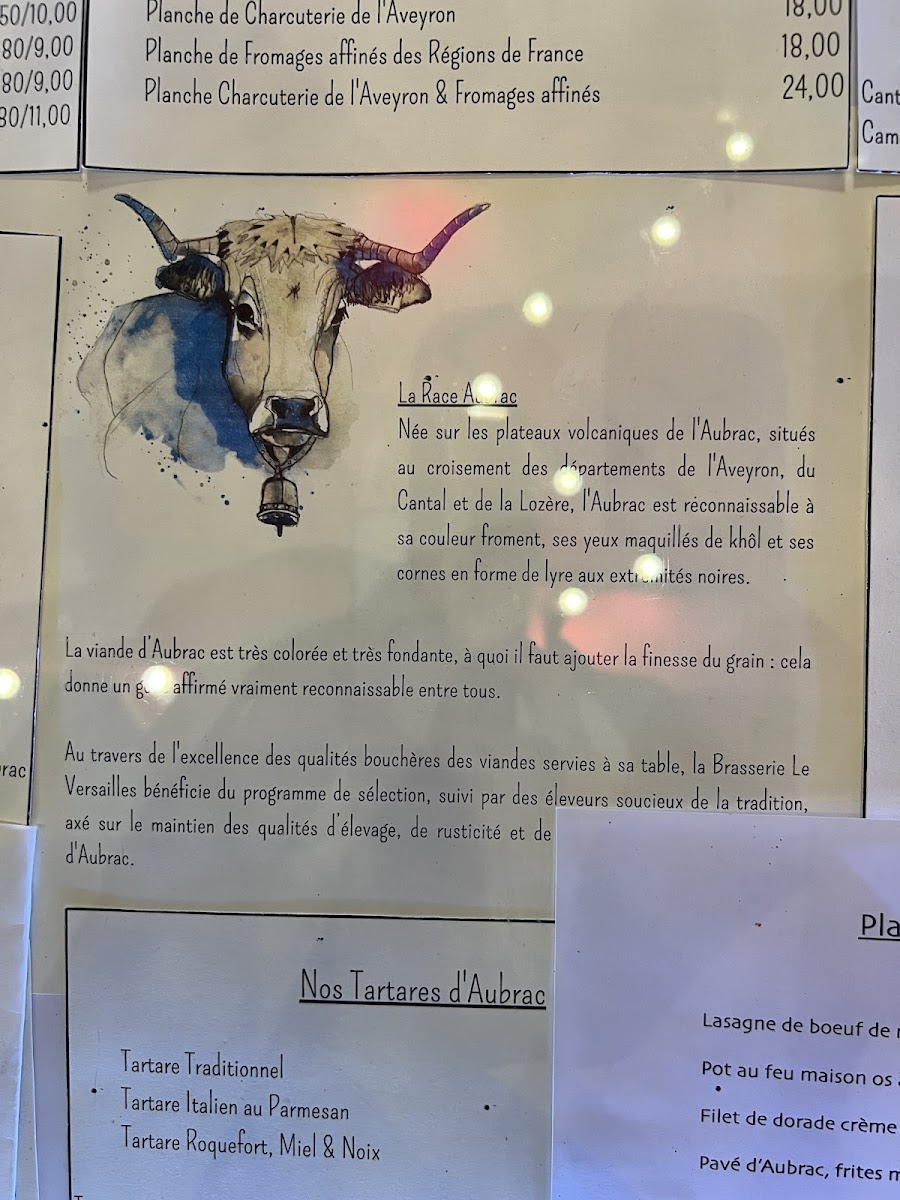 50/10,00
80/9,00
80/9,00
80/11,00
Planche de Charcuterie de l'Aveyron 18,00
Planche de Fromages affinés des Régions de France 18,00
Planche Charcuterie de l'Aveyron & Fromages affinés 24,00
Cant
Cam
La Race
Née sur les plateaux volcaniques de l'Aubrac, situés
au croisement des départements de l'Aveyron, du
Cantal et de la Lozère, l'Aubrac est reconnaissable à
sa couleur froment, ses yeux maquillés de khôl et ses
cornes en forme de lyre aux extrémités noires.
La viande d'Aubrac est très colorée et très fondante, à quoi il faut ajouter la finesse du grain : cela
donne un affirmé vraiment reconnaissable entre tous.
Au travers de l'excellence des qualités bouchères des viandes servies à sa table, la Brasserie Le
Versailles bénéficie du programme de sélection, suivi par des éleveurs soucieux de la tradition,
axé sur le maintien des qualités d'élevage, de rusticité et de
d'Aubrac.
rac
Nos Tartares d'Aubrac
Tartare Traditionnel
Tartare Italien au Parmesan
Tartare Roquefort, Miel & Noix
Pla
Lasagne de boeuf de
Pot au feu maison os
Filet de dorade crème
Pavé d'Aubrac, frites